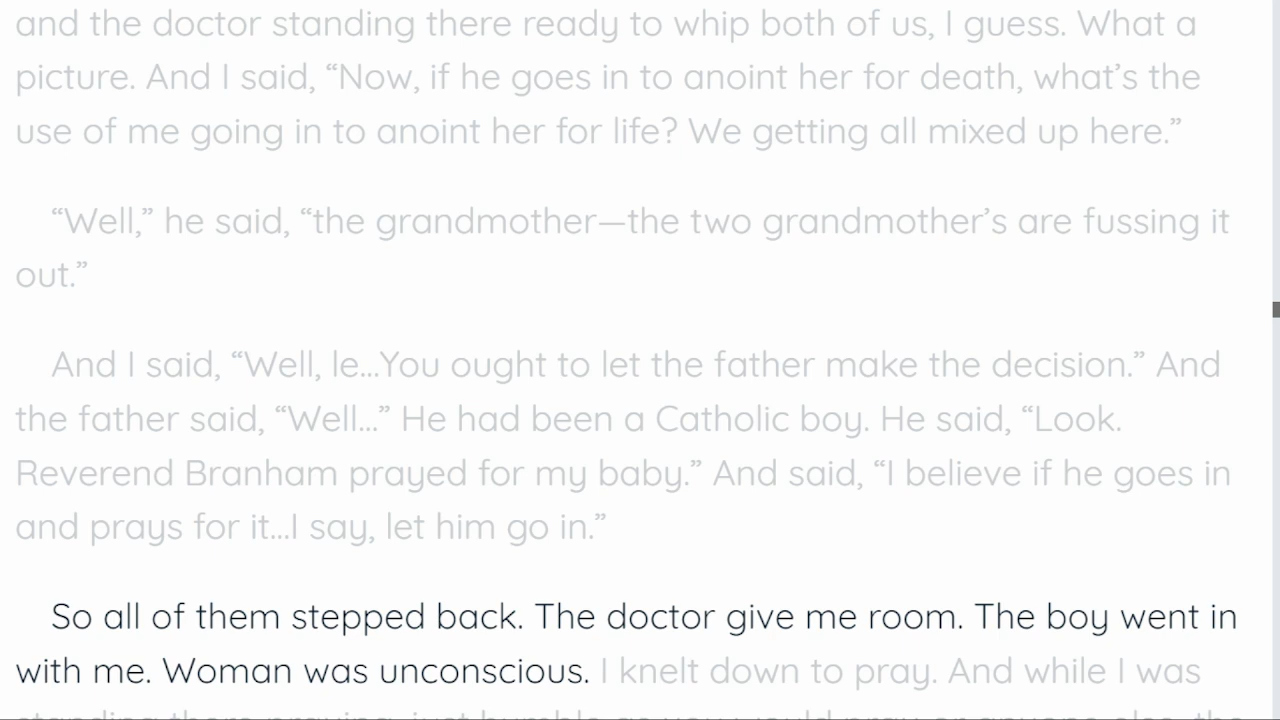 and the doctor standing there ready to whip both of us, I guess. What a
picture. And I said, “Now, if he goes in to anoint her for death, what’s the
use of me going in to anoint her for life? We getting all mixed up here.”
“Well,” he said, “the grandmother—the two grandmother’s are fussing it
out.”
And I said, “Well, le...You ought to let the father make the decision.” And
the father said, “Well...” He had been a Catholic boy. He said, “Look.
Reverend Branham prayed for my baby.” And said, “I believe if he goes in
and prays for it...I say, let him go in.”
So all of them stepped back. The doctor give me room. The boy went in
with me. Woman was unconscious. I knelt down to pray. And while I was